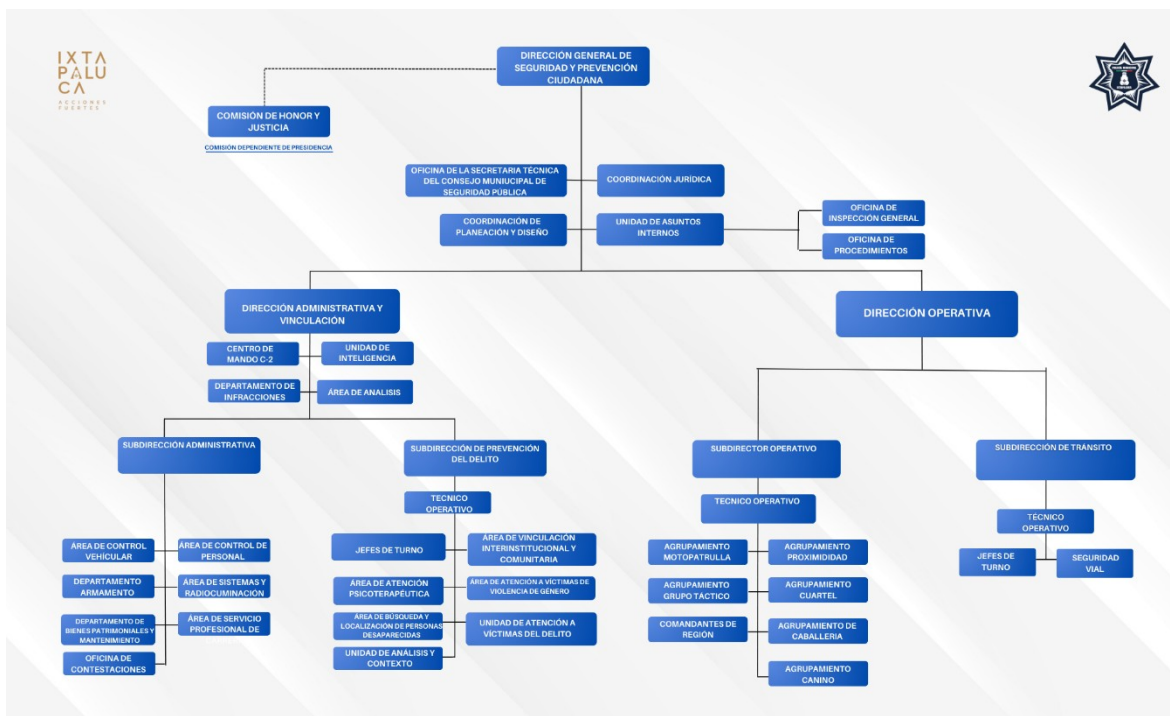 IXTA
PALU
CA
ACCIONES
FUERTES
DIRECCIÓN GENERAL DE
SEGURIDAD Y PREVENCIÓN
CIUDADANA
COMISIÓN DE HONOR Y
JUSTICIA
COMISIÓN DEPENDIENTE DE PRESIDENCIA
OFICINA DE LA SECRETARIA TÉCNICA
DEL CONSEJO MUNIUCIPAL DE
SEGURIDAD PÚBLICA
COORDINACIÓN JURÍDICA
COORDINACIÓN DE
PLANEACIÓN Y DISEÑO
UNIDAD DE ASUNTOS
INTERNOS
OFICINA DE
INSPECCIÓN GENERAL
OFICINA DE
PROCEDIMIENTOS
DIRECCIÓN ADMINISTRATIVA Y
VINCULACIÓN
DIRECCIÓN OPERATIVA
CENTRO DE
MANDO C-2
UNIDAD DE
INTELIGENCIA
DEPARTAMENTO DE
INFRACCIONES
ÁREA DE ANALISIS
SUBDIRECCIÓN ADMINISTRATIVA
SUBDIRECCIÓN DE PREVENCIÓN
DEL DELITO
SUBDIRECTOR OPERATIVO
SUBDIRECCIÓN DE TRÁNSITO
ÁREA DE CONTROL
VEHÍCULAR
ÁREA DE CONTROL DE
PERSONAL
DEPARTAMENTO
ARMAMENTO
ÁREA DE SISTEMAS Y
RADIOCUMINACIÓN
DEPARTAMENTO DE
BIENES PATRIMONIALES Y
MANTENIMIENTO
ÁREA DE SERVICIO
PROFESIONAL DE
OFICINA DE
CONTESTACIONES
TECNICO
OPERATIVO
JEFES DE TURNO
ÁREA DE VINCULACIÓN
INTERINSTITUCIONAL Y
COMUNITARIA
ÁREA DE ATENCIÓN
PSICOTERAPÉUTICA
ÁREA DE ATENCIÓN A VÍCTIMAS DE
VIOLENCIA DE GÉNERO
ÁREA DE BÚSQUEDA Y
LOCALIZACIÓN DE PERSONAS
DESAPARECIDAS
UNIDAD DE ATENCIÓN A
VÍCTIMAS DEL DELITO
UNIDAD DE ANÁLISIS Y
CONTEXTO
TECNICO OPERATIVO
AGRUPAMIENTO
MOTOPATRULLA
AGRUPAMIENTO
PROXIMIDIDAD
AGRUPAMIENTO
GRUPO TÁCTICO
AGRUPAMIENTO
CUARTEL
COMANDANTES DE
REGIÓN
AGRUPAMIENTO DE
CABALLERIA
AGRUPAMIENTO
CANINO
TÉCNICO
OPERATIVO
JEFES DE
TURNO
SEGURIDAD
VIAL